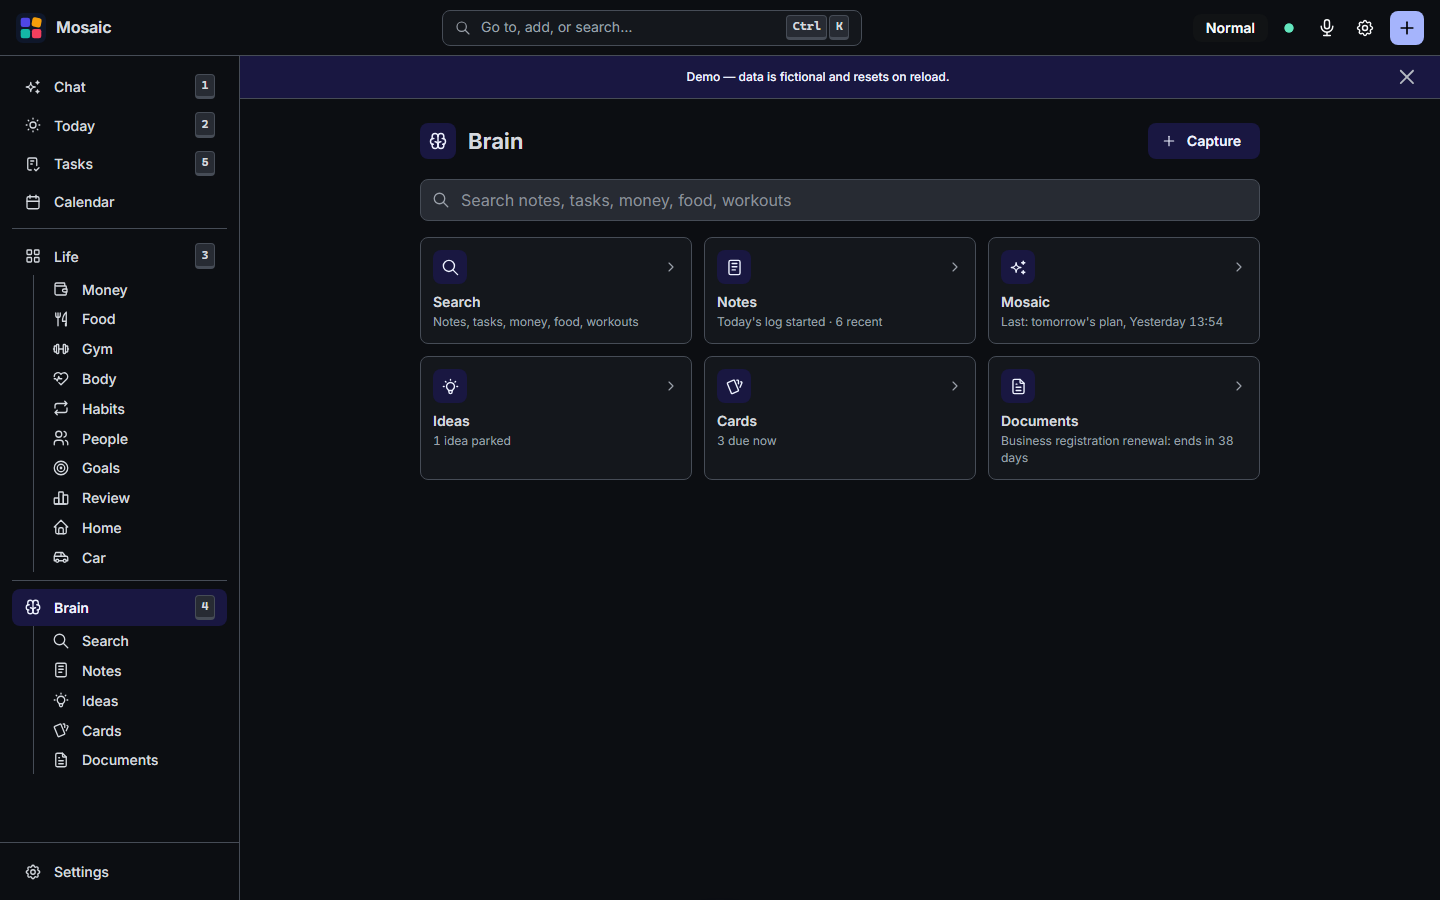 Mosaic
Go to, add, or search...
Ctrl K
Normal
Chat 1
Today 2
Tasks 5
Calendar
Life 3
Money
Food
Gym
Body
Habits
People
Goals
Review
Home
Car
Brain 4
Search
Notes
Ideas
Cards
Documents
Settings
Demo — data is fictional and resets on reload.
Brain
Capture
Search notes, tasks, money, food, workouts
Search
Notes, tasks, money, food, workouts
Notes
Today's log started · 6 recent
Mosaic
Last: tomorrow's plan, Yesterday 13:54
Ideas
1 idea parked
Cards
3 due now
Documents
Business registration renewal: ends in 38
days